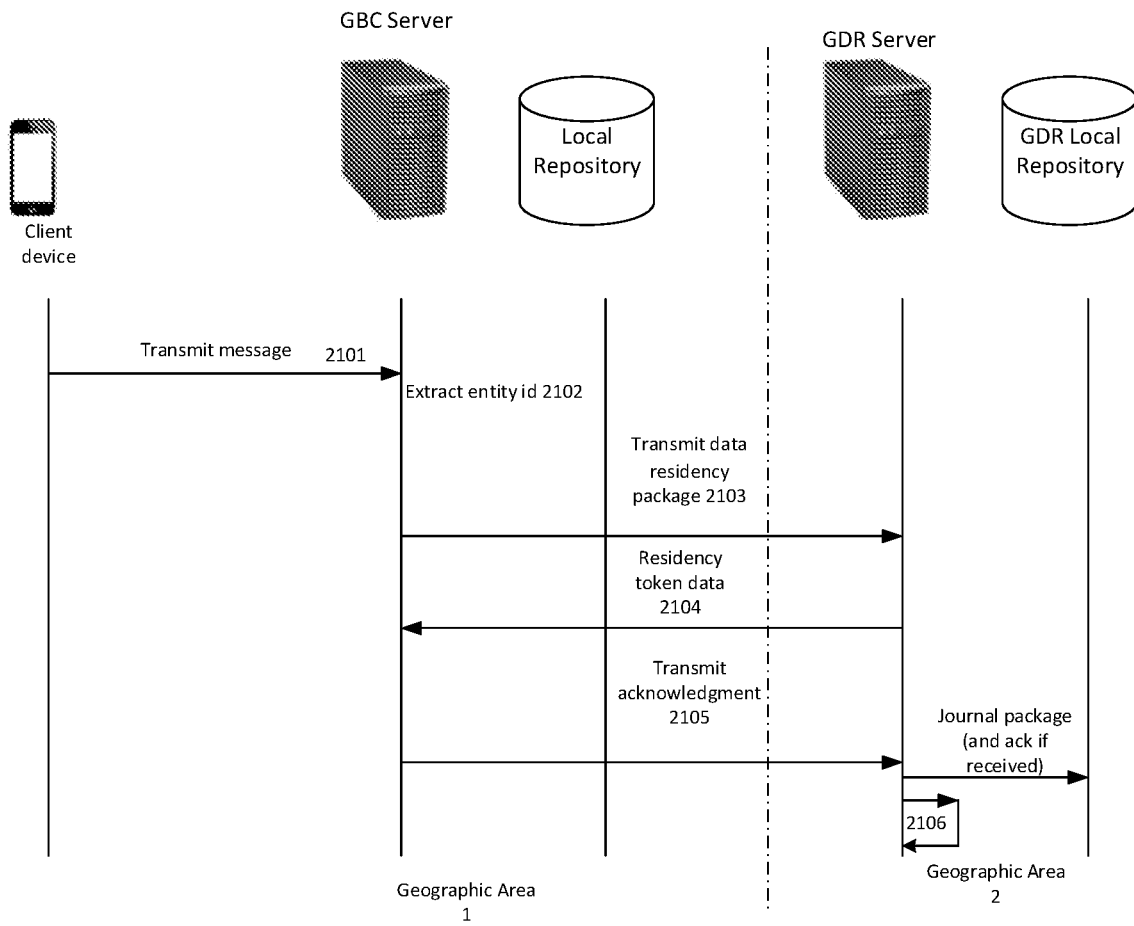 GBC Server
GDR Server
Local
Repository
GDR Local
Repository
Client
device
Transmit message 2101
Extract entity id 2102
Transmit data
residency
package 2103
Residency
token data
2104
Transmit
acknowledgment
2105
Journal package
(and ack if
received)
2106
Geographic Area
1
Geographic Area
2